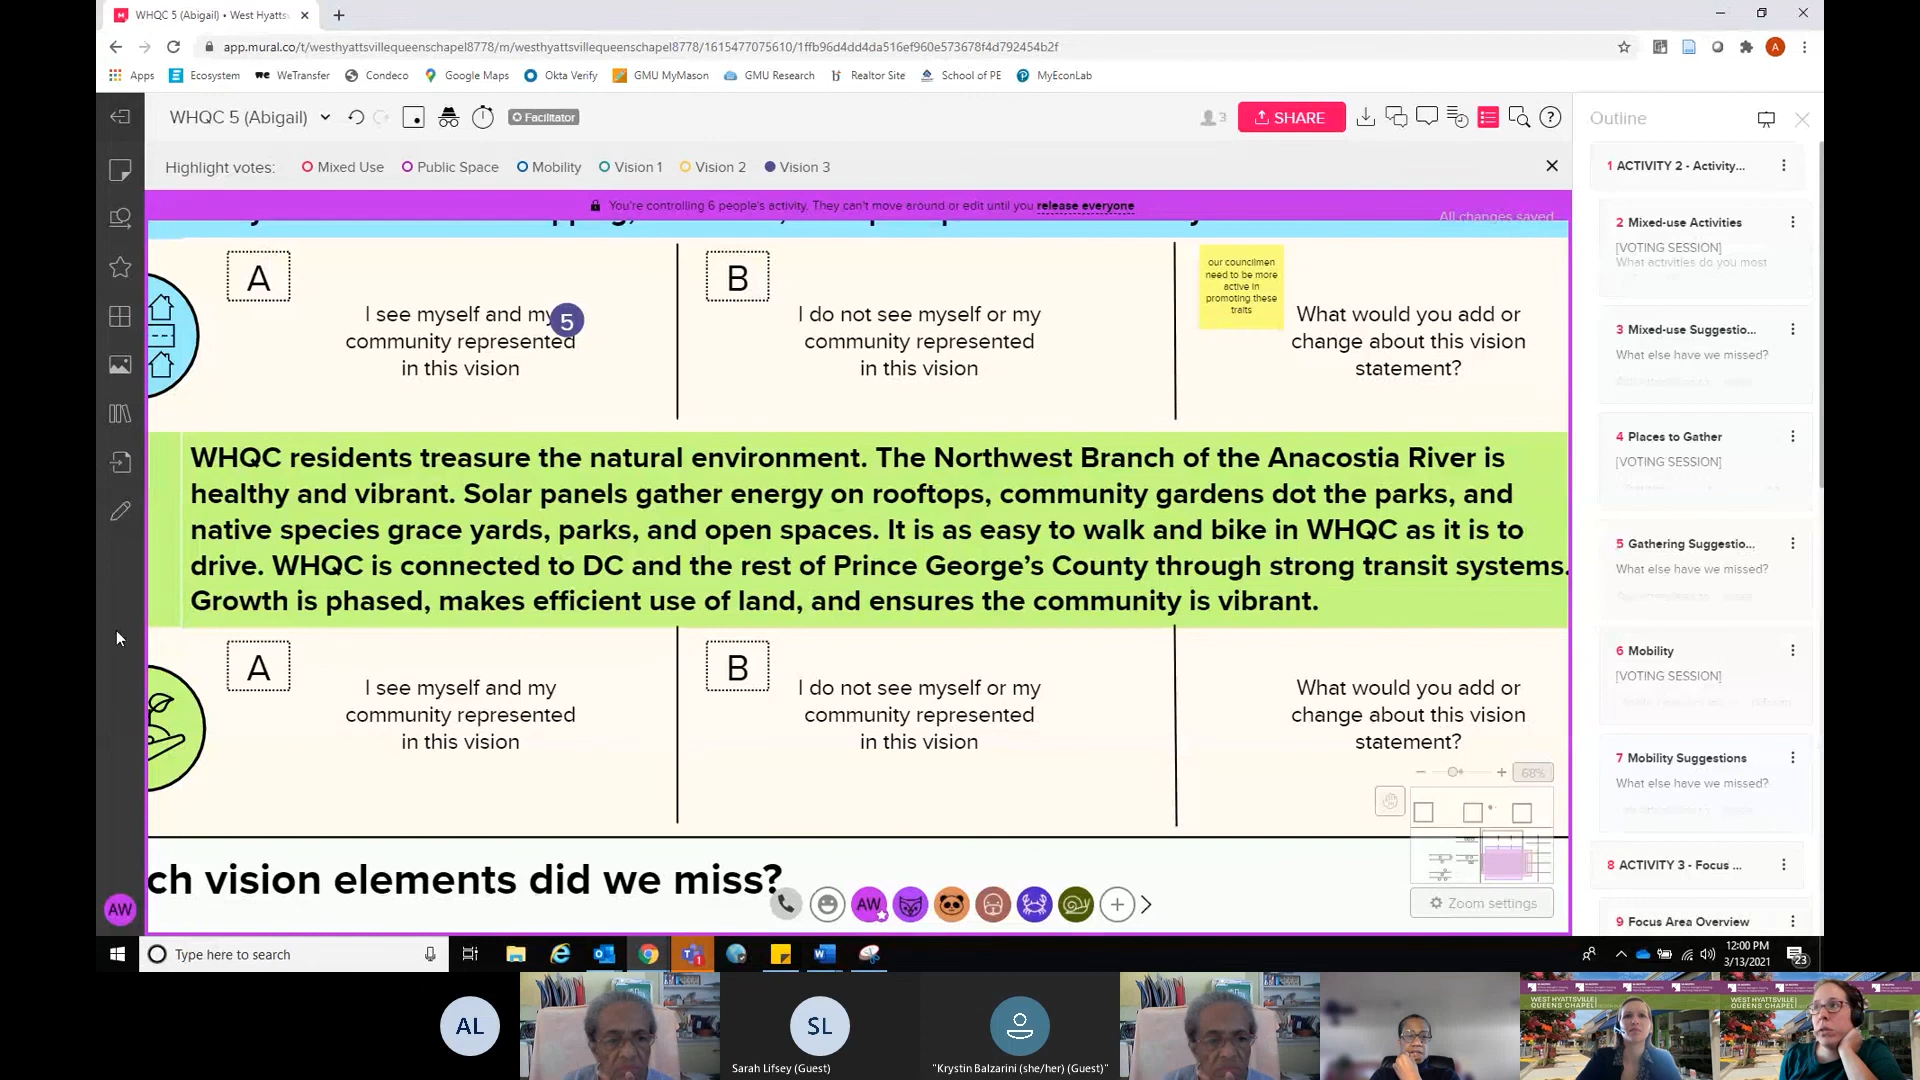 WHQC 5 (Abigail) • West Hyatts
app.mural.co/t/westhyattsvillequeenschapel8778/m/westhyattsvillequeenschapel8778/1615477075610/1ffb96d4dd4da516ef960e573678f4d792454b2f
A
Apps Ecosystem WeTransfer Condeco Google Maps Okta Verify GMU MyMason GMU Research Realtor Site School of PE MyEconLab
WHQC 5 (Abigail)
Facilitator
3
SHARE
Outline
Highlight votes: Mixed Use Public Space Mobility Vision 1 Vision 2 Vision 3
You're controlling 6 people's activity. They can't move around or edit until you release everyone
All changes saved
A
I see myself and my
community represented
in this vision
5
B
I do not see myself or my
community represented
in this vision
our councilmen
need to be more
active in
promoting these
traits
What would you add or
change about this vision
statement?
WHQC residents treasure the natural environment. The Northwest Branch of the Anacostia River is
healthy and vibrant. Solar panels gather energy on rooftops, community gardens dot the parks, and
native species grace yards, parks, and open spaces. It is as easy to walk and bike in WHQC as it is to
drive. WHQC is connected to DC and the rest of Prince George’s County through strong transit systems.
Growth is phased, makes efficient use of land, and ensures the community is vibrant.
A
I see myself and my
community represented
in this vision
B
I do not see myself or my
community represented
in this vision
What would you add or
change about this vision
statement?
68%
Zoom settings
ch vision elements did we miss?
AW
AW
1 ACTIVITY 2 - Activity...
2 Mixed-use Activities
[VOTING SESSION]
What activities do you most
3 Mixed-use Suggestio...
What else have we missed?
4 Places to Gather
[VOTING SESSION]
5 Gathering Suggestio...
What else have we missed?
6 Mobility
[VOTING SESSION]
7 Mobility Suggestions
What else have we missed?
8 ACTIVITY 3 - Focus ...
9 Focus Area Overview
Type here to search
12:00 PM
3/13/2021
23
AL
SL
Sarah Lifsey (Guest)
"Krystin Balzarini (she/her) (Guest)"
WEST HYATTSVILLE
QUEENS CHAPEL
WEST HYATTSVILLE
QUEENS CHAPEL